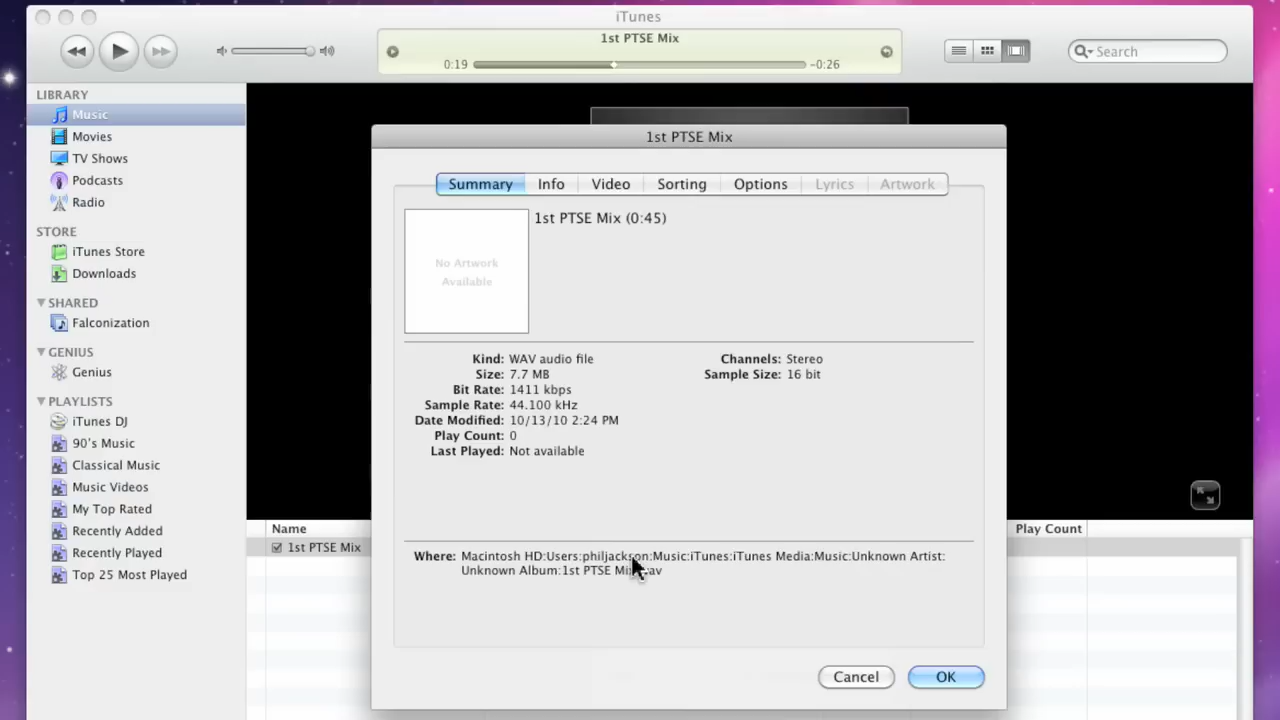 iTunes
1st PTSE Mix
0:19
-0:26
Search
LIBRARY
Music
Movies
TV Shows
Podcasts
Radio
STORE
iTunes Store
Downloads
SHARED
Falconization
GENIUS
Genius
PLAYLISTS
iTunes DJ
90's Music
Classical Music
Music Videos
My Top Rated
Recently Added
Recently Played
Top 25 Most Played
Name
Play Count
1st PTSE Mix
1st PTSE Mix
Summary Info Video Sorting Options Lyrics Artwork
No Artwork
Available
1st PTSE Mix (0:45)
Kind: WAV audio file
Size: 7.7 MB
Bit Rate: 1411 kbps
Sample Rate: 44.100 kHz
Date Modified: 10/13/10 2:24 PM
Play Count: 0
Last Played: Not available
Channels: Stereo
Sample Size: 16 bit
Where: Macintosh HD:Users:philjackson:Music:iTunes:iTunes Media:Music:Unknown Artist:
Unknown Album:1st PTSE
Cancel OK